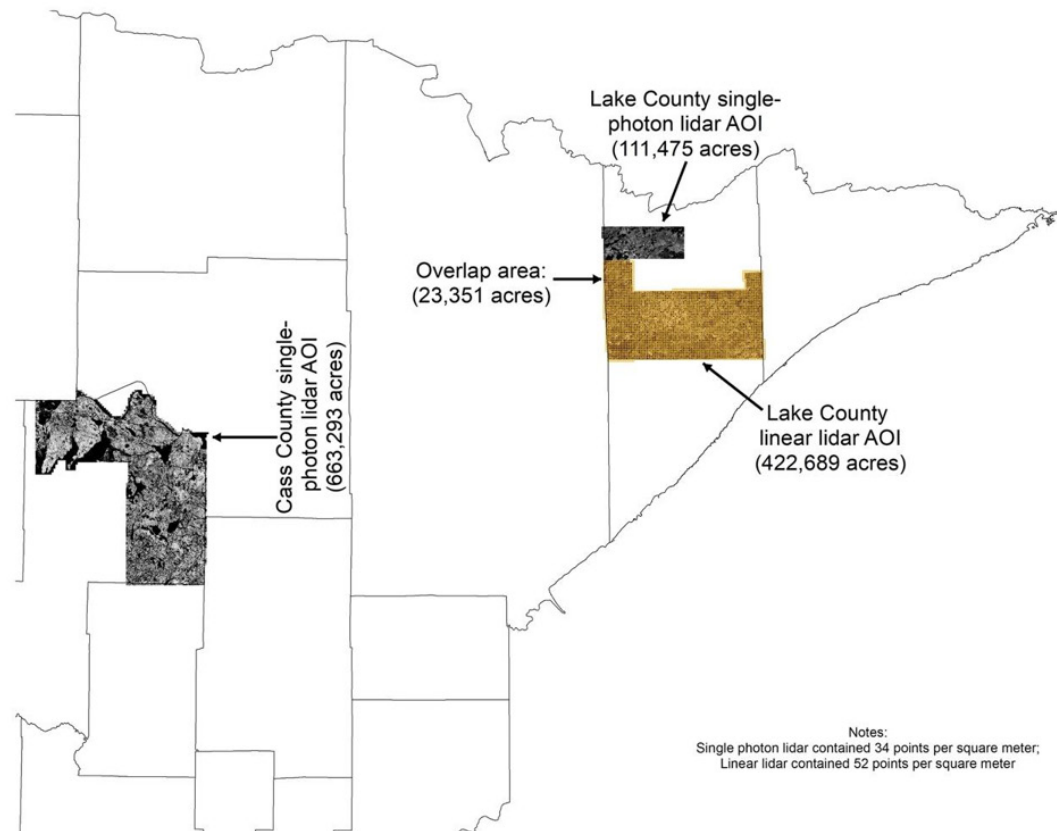 Lake County single-
photon lidar AOI
(111,475 acres)
Overlap area:
(23,351 acres)
Cass County single-
photon lidar AOI
(663,293 acres)
Lake County
linear lidar AOI
(422,689 acres)
Notes:
Single photon lidar contained 34 points per square meter;
Linear lidar contained 52 points per square meter